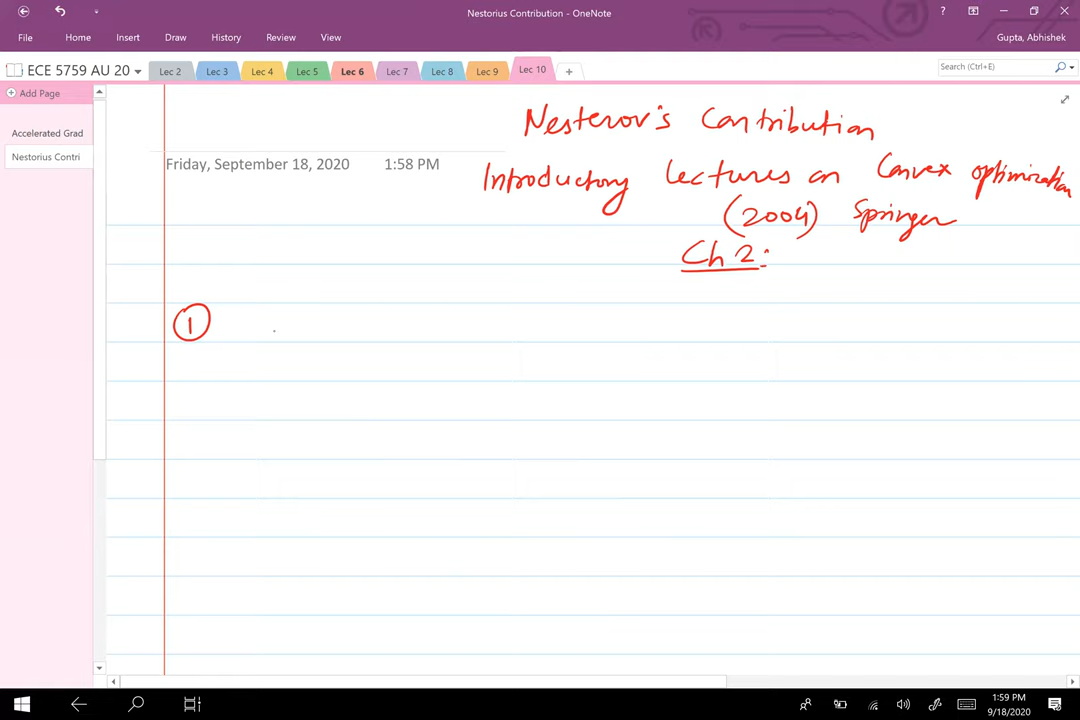 Nestorius Contribution - OneNote
?
File
Home
Insert
Draw
History
Review
View
Gupta, Abhishek
ECE 5759 AU 20
Lec 2
Lec 3
Lec 4
Lec 5
Lec 6
Lec 7
Lec 8
Lec 9
Lec 10
Search (Ctrl+E)
Add Page
Accelerated Grad
Nestorius Contri
Nesterov's Contribution
Friday, September 18, 2020 1:58 PM
Introductory Lectures on Convex optimization
(2004) Springer
Ch 2:
1
1:59 PM
9/18/2020